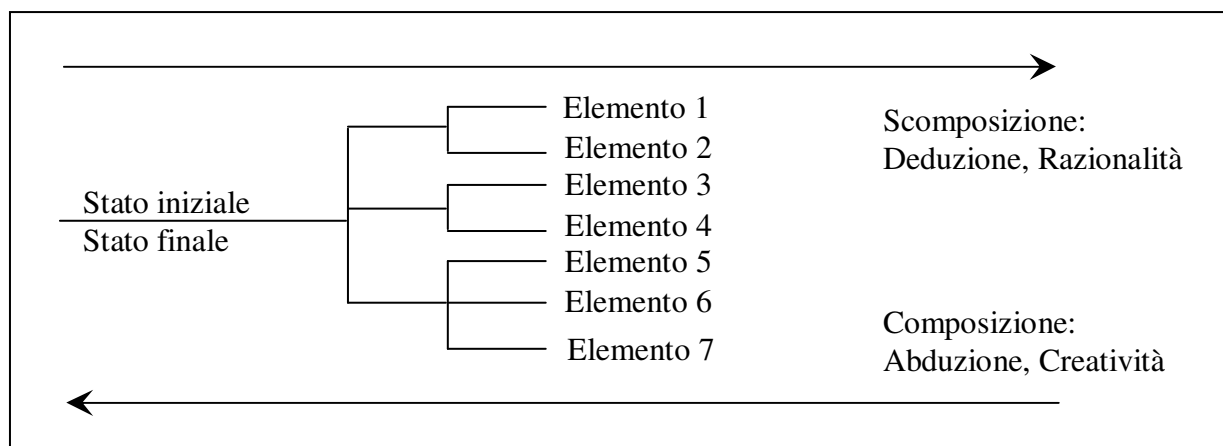 Elemento 1
Elemento 2
Elemento 3
Elemento 4
Elemento 5
Elemento 6
Elemento 7
Stato iniziale
Stato finale
Scomposizione:
Deduzione, Razionalità
Composizione:
Abduzione, Creatività